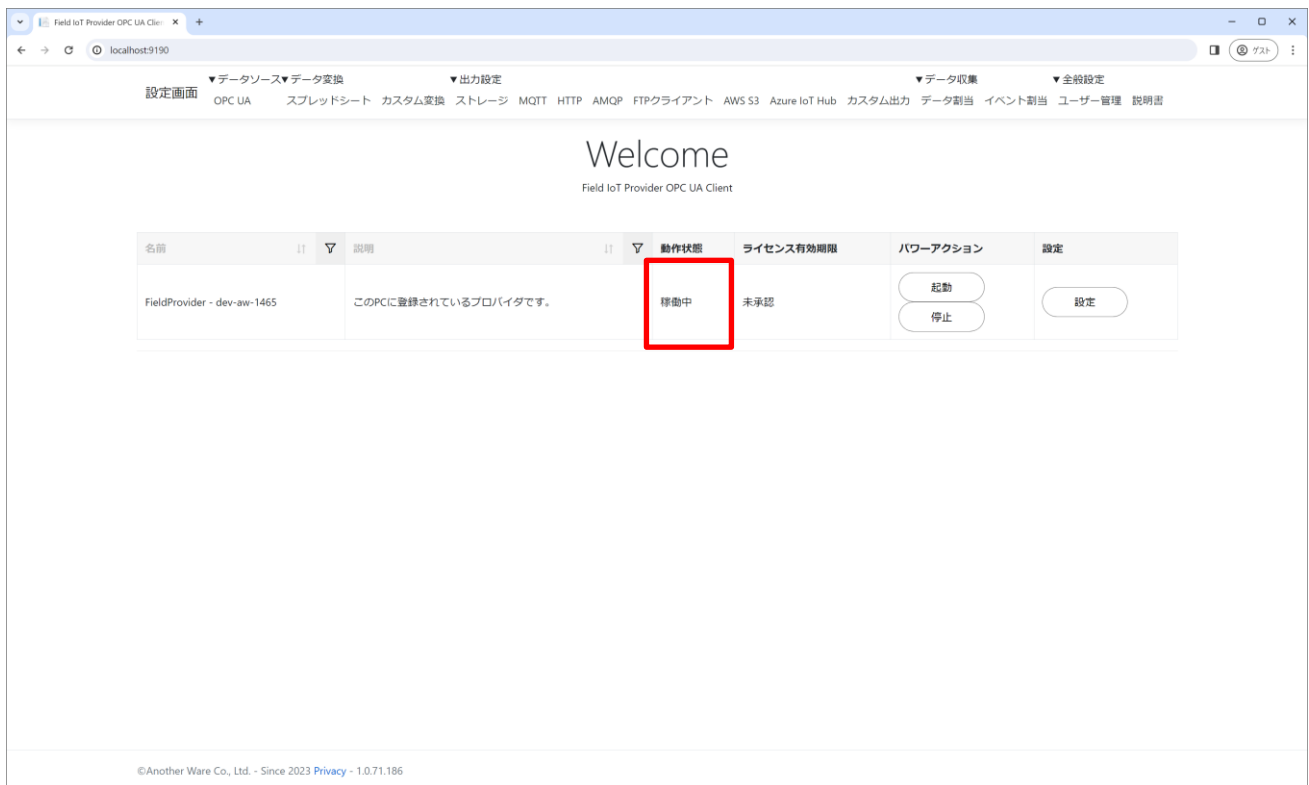 Field IoT Provider OPC UA Clien
localhost:9190
ゲスト
▼データソース▼データ変換 ▼出力設定 ▼データ収集 ▼全般設定
設定画面 OPC UA スプレッドシート カスタム変換 ストレージ MQTT HTTP AMQP FTPクライアント AWS S3 Azure IoT Hub カスタム出力 データ割当 イベント割当 ユーザー管理 説明書
Welcome
Field IoT Provider OPC UA Client
名前 説明 動作状態 ライセンス有効期限 パワーアクション 設定
FieldProvider - dev-aw-1465 このPCに登録されているプロバイダです。 稼働中 未承認 起動 設定
停止
©Another Ware Co., Ltd. - Since 2023 Privacy - 1.0.71.186